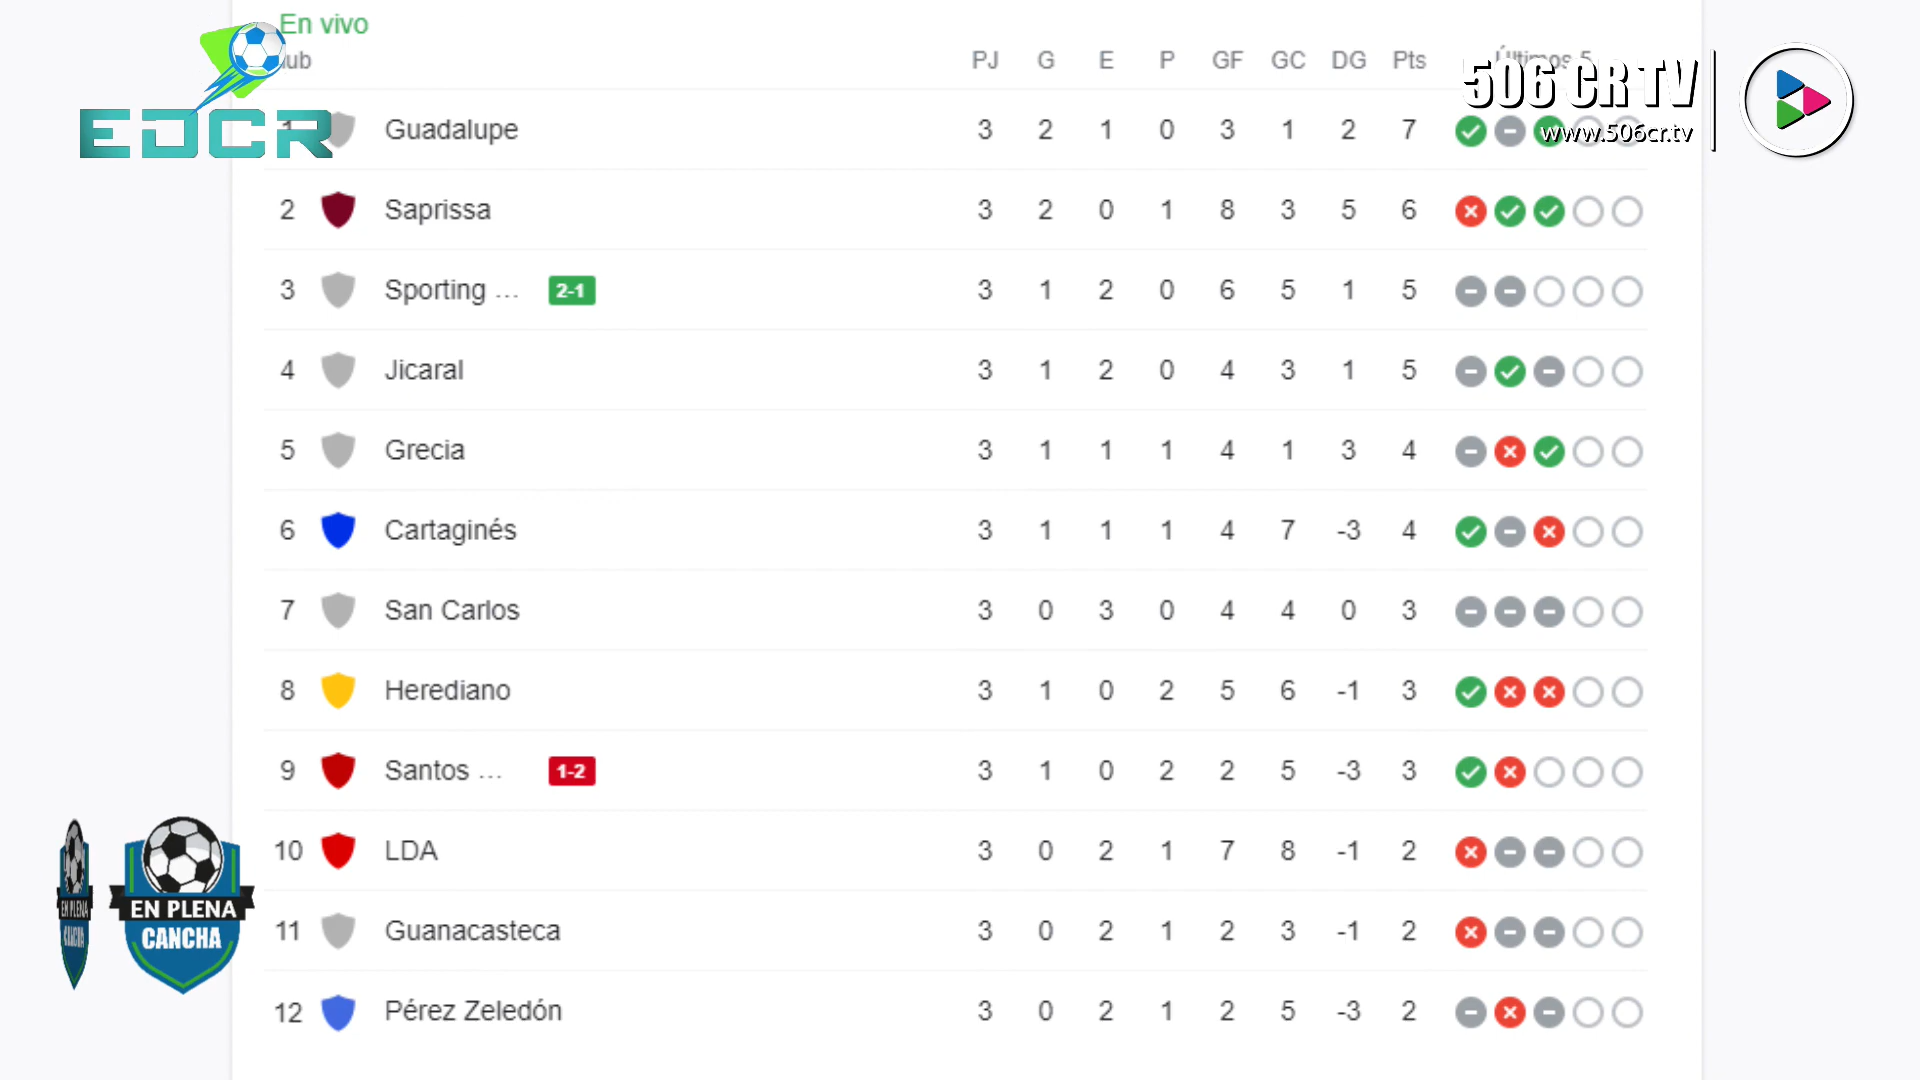 En vivo
lub PJ G E P GF GC DG Pts Últimos 5
506 CR TV
www.506cr.tv
EDCR
1 Guadalupe 3 2 1 0 3 1 2 7
2 Saprissa 3 2 0 1 8 3 5 6
3 Sporting ... 2-1 3 1 2 0 6 5 1 5
4 Jicaral 3 1 2 0 4 3 1 5
5 Grecia 3 1 1 1 4 1 3 4
6 Cartaginés 3 1 1 1 4 7 -3 4
7 San Carlos 3 0 3 0 4 4 0 3
8 Herediano 3 1 0 2 5 6 -1 3
9 Santos ... 1-2 3 1 0 2 2 5 -3 3
10 LDA 3 0 2 1 7 8 -1 2
11 Guanacasteca 3 0 2 1 2 3 -1 2
12 Pérez Zeledón 3 0 2 1 2 5 -3 2
EN PLENA
CANCHA
EN PLENA
CANCHA